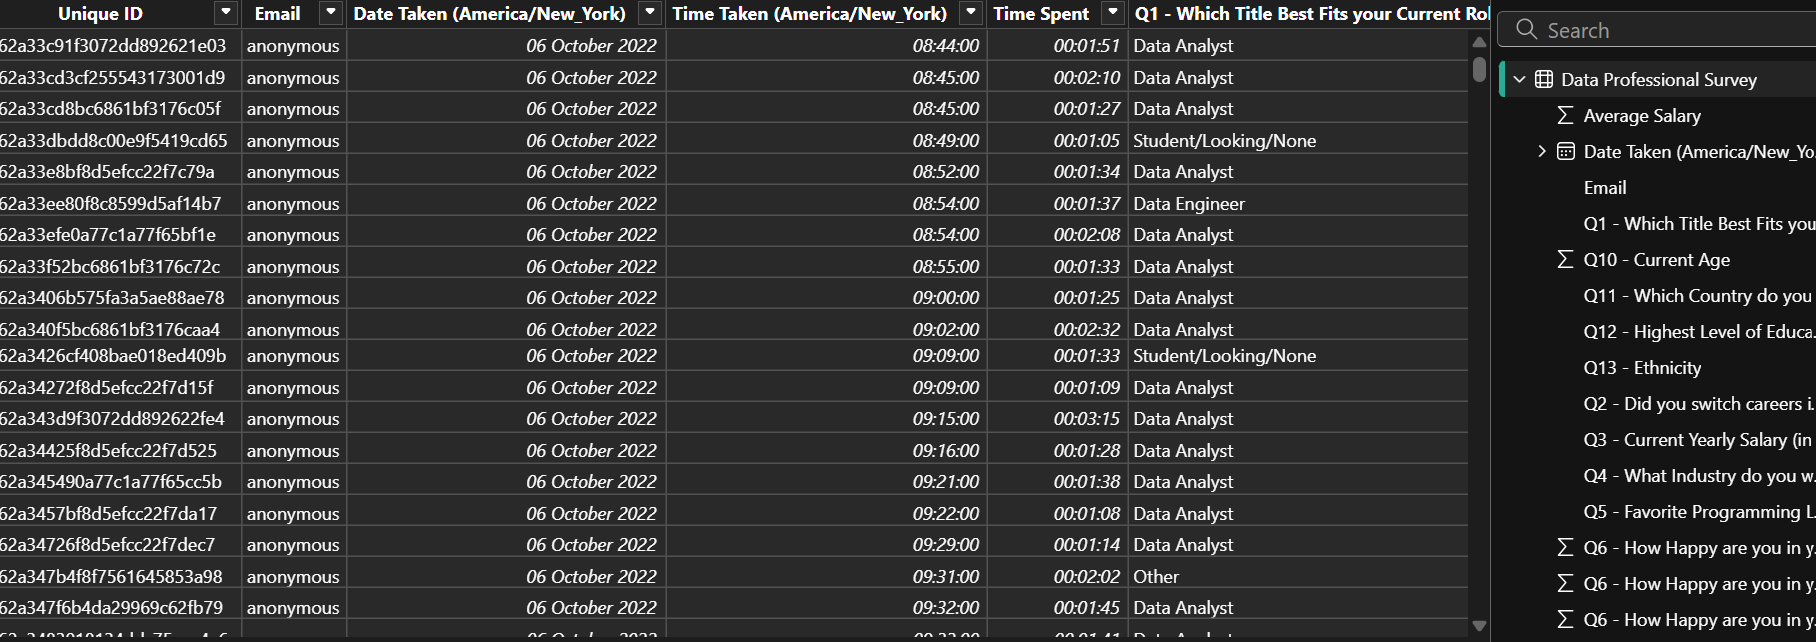 Unique ID Email Date Taken (America/New_York) Time Taken (America/New_York) Time Spent Q1 - Which Title Best Fits your Current Rol
62a33c91f3072dd892621e03 anonymous 06 October 2022 08:44:00 00:01:51 Data Analyst
62a33cd3cf255543173001d9 anonymous 06 October 2022 08:45:00 00:02:10 Data Analyst
62a33cd8bc6861bf3176c05f anonymous 06 October 2022 08:45:00 00:01:27 Data Analyst
62a33dbdd8c00e9f5419cd65 anonymous 06 October 2022 08:49:00 00:01:05 Student/Looking/None
62a33e8bf8d5efcc22f7c79a anonymous 06 October 2022 08:52:00 00:01:34 Data Analyst
62a33ee80f8c8599d5af14b7 anonymous 06 October 2022 08:54:00 00:01:37 Data Engineer
62a33efe0a77c1a77f65bf1e anonymous 06 October 2022 08:54:00 00:02:08 Data Analyst
62a33f52bc6861bf3176c72c anonymous 06 October 2022 08:55:00 00:01:33 Data Analyst
62a3406b575fa3a5ae88ae78 anonymous 06 October 2022 09:00:00 00:01:25 Data Analyst
62a340f5bc6861bf3176caa4 anonymous 06 October 2022 09:02:00 00:02:32 Data Analyst
62a3426cf408bae018ed409b anonymous 06 October 2022 09:09:00 00:01:33 Student/Looking/None
62a34272f8d5efcc22f7d15f anonymous 06 October 2022 09:09:00 00:01:09 Data Analyst
62a343d9f3072dd892622fe4 anonymous 06 October 2022 09:15:00 00:03:15 Data Analyst
62a34425f8d5efcc22f7d525 anonymous 06 October 2022 09:16:00 00:01:28 Data Analyst
62a345490a77c1a77f65cc5b anonymous 06 October 2022 09:21:00 00:01:38 Data Analyst
62a3457bf8d5efcc22f7da17 anonymous 06 October 2022 09:22:00 00:01:08 Data Analyst
62a34726f8d5efcc22f7dec7 anonymous 06 October 2022 09:29:00 00:01:14 Data Analyst
62a347b4f8f7561645853a98 anonymous 06 October 2022 09:31:00 00:02:02 Other
62a347f6b4da29969c62fb79 anonymous 06 October 2022 09:32:00 00:01:45 Data Analyst
Search
Data Professional Survey
Average Salary
Date Taken (America/New_Yo...
Email
Q1 - Which Title Best Fits you
Q10 - Current Age
Q11 - Which Country do you
Q12 - Highest Level of Educa...
Q13 - Ethnicity
Q2 - Did you switch careers i...
Q3 - Current Yearly Salary (in
Q4 - What Industry do you w...
Q5 - Favorite Programming L...
Q6 - How Happy are you in y...
Q6 - How Happy are you in y...
Q6 - How Happy are you in y...